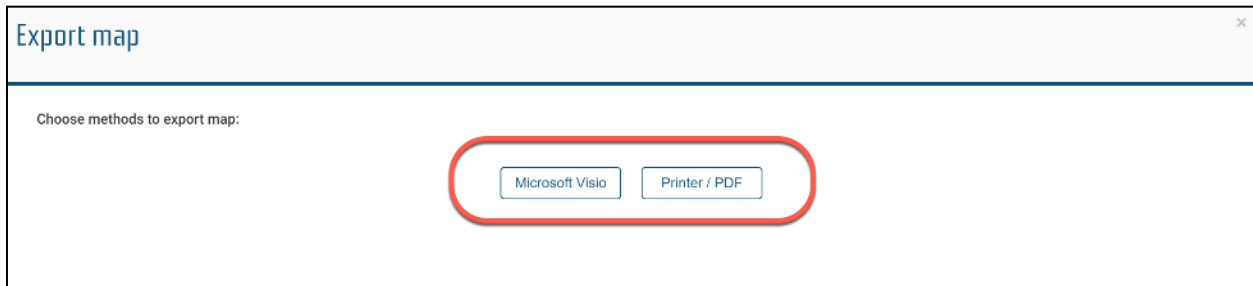 Export map
Choose methods to export map:
Microsoft Visio Printer / PDF